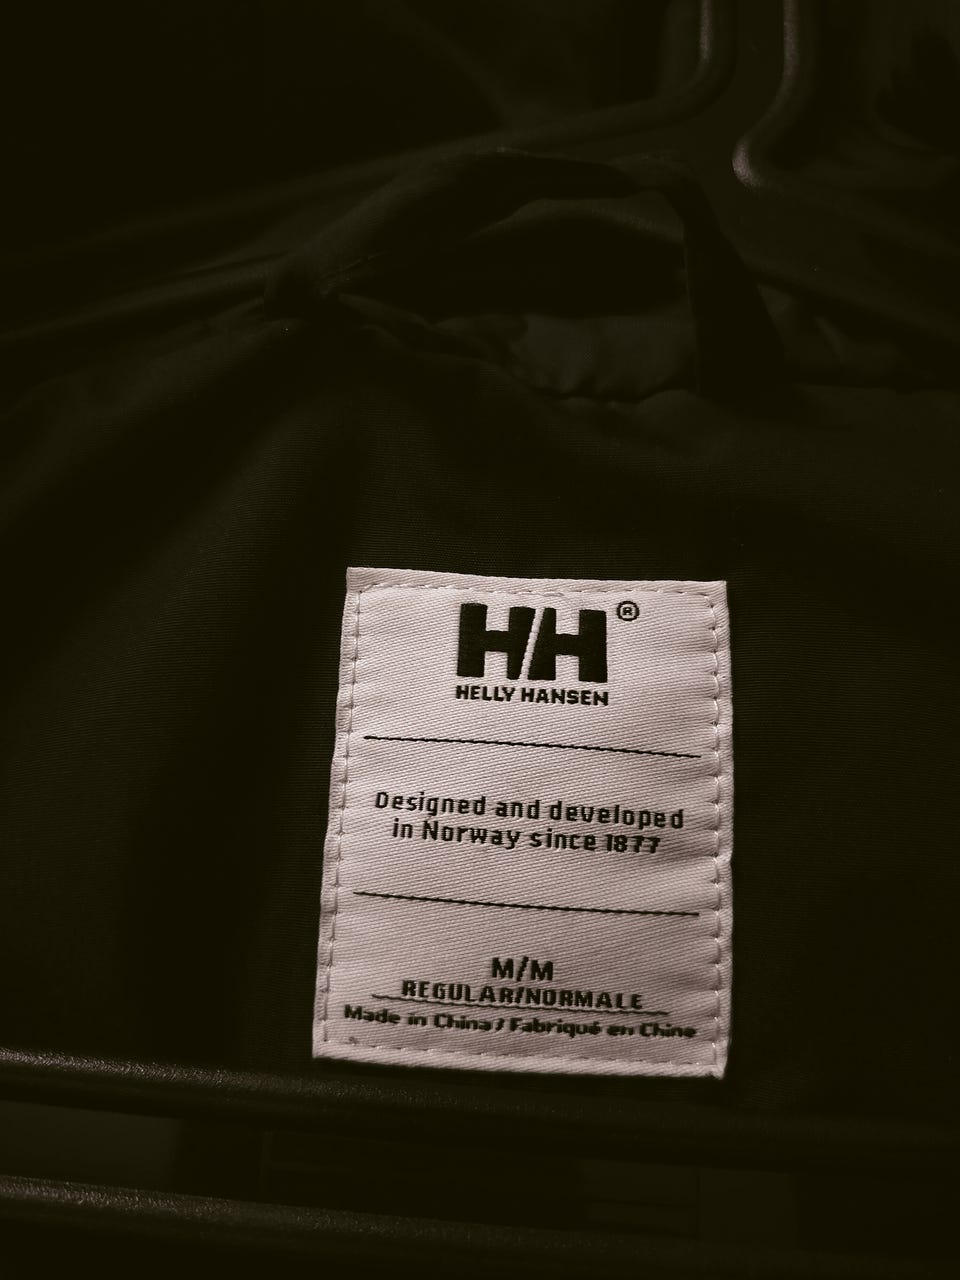 HH®
HELLY HANSEN
Designed and developed
in Norway since 1877
M/M
REGULAR/NORMALE
Made in China / Fabriqué en Chine